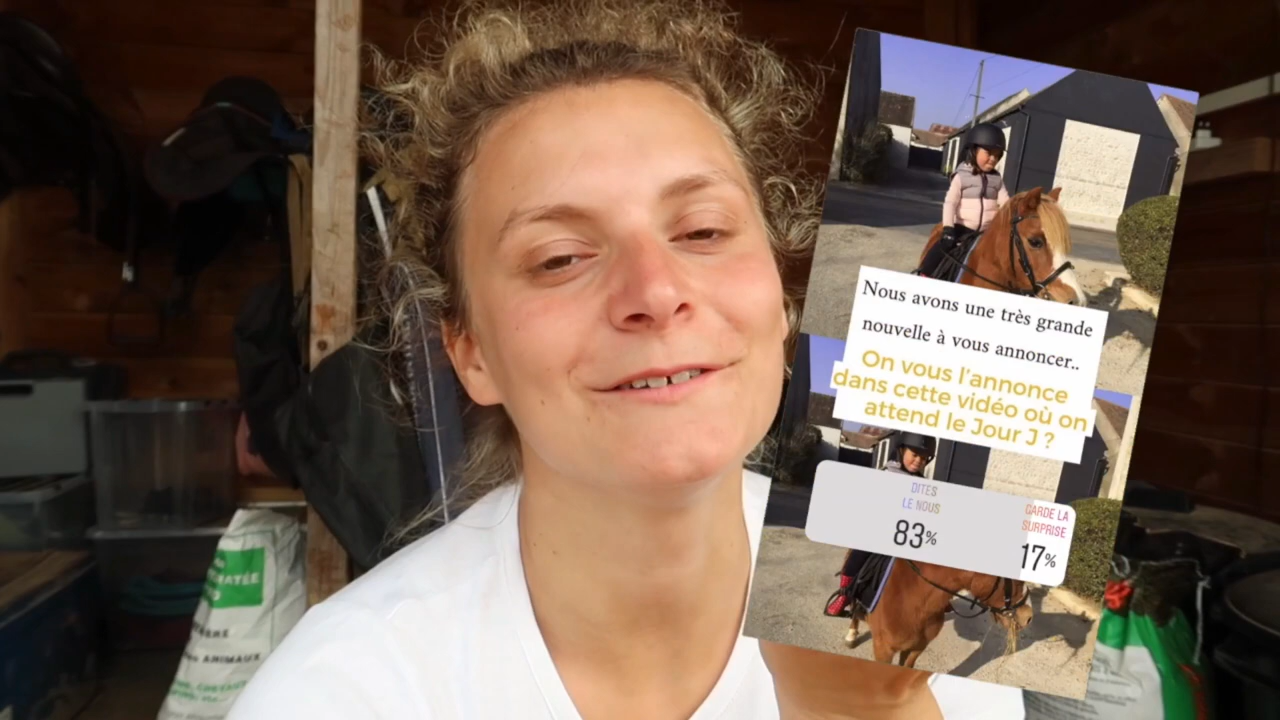 Nous avons une très grande
nouvelle à vous annoncer..
On vous l'annonce
dans cette vidéo où on
attend le Jour J ?
DITES
LE NOUS
83%
GARDE LA
SURPRISE
17%
ANIMAUX